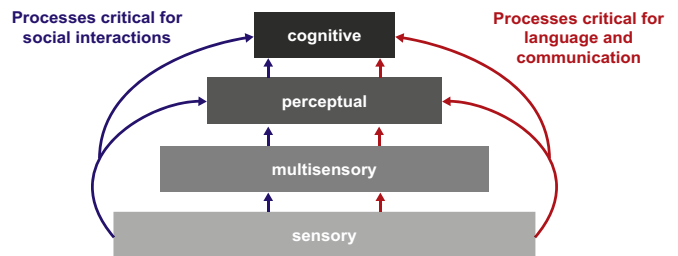 Processes critical for
social interactions
cognitive
Processes critical for
language and
communication
perceptual
multisensory
sensory